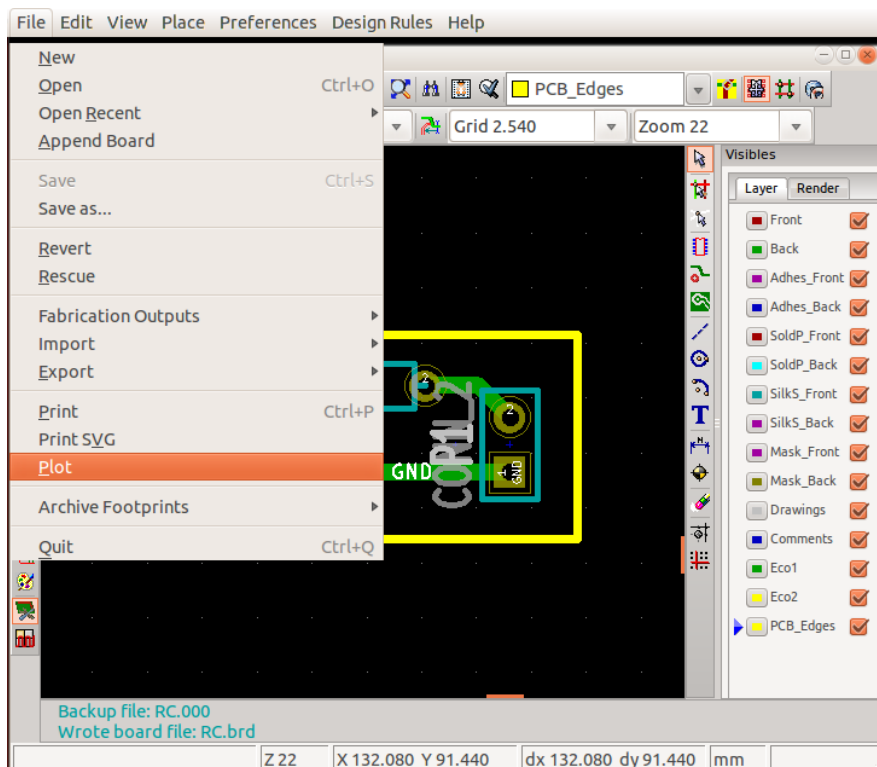 File Edit View Place Preferences Design Rules Help
New
Open Ctrl+O
Open Recent
Append Board
Save Ctrl+S
Save as...
Revert
Rescue
Fabrication Outputs
Import
Export
Print Ctrl+P
Print SVG
Plot
Archive Footprints
Quit Ctrl+Q
PCB_Edges
Grid 2.540 Zoom 22
Visibles
Layer Render
Front
Back
Adhes_Front
Adhes_Back
SoldP_Front
SoldP_Back
SilkS_Front
SilkS_Back
Mask_Front
Mask_Back
Drawings
Comments
Eco1
Eco2
PCB_Edges
2
2
GND
1
GND
Backup file: RC.000
Wrote board file: RC.brd
Z 22 X 132.080 Y 91.440 dx 132.080 dy 91.440 mm